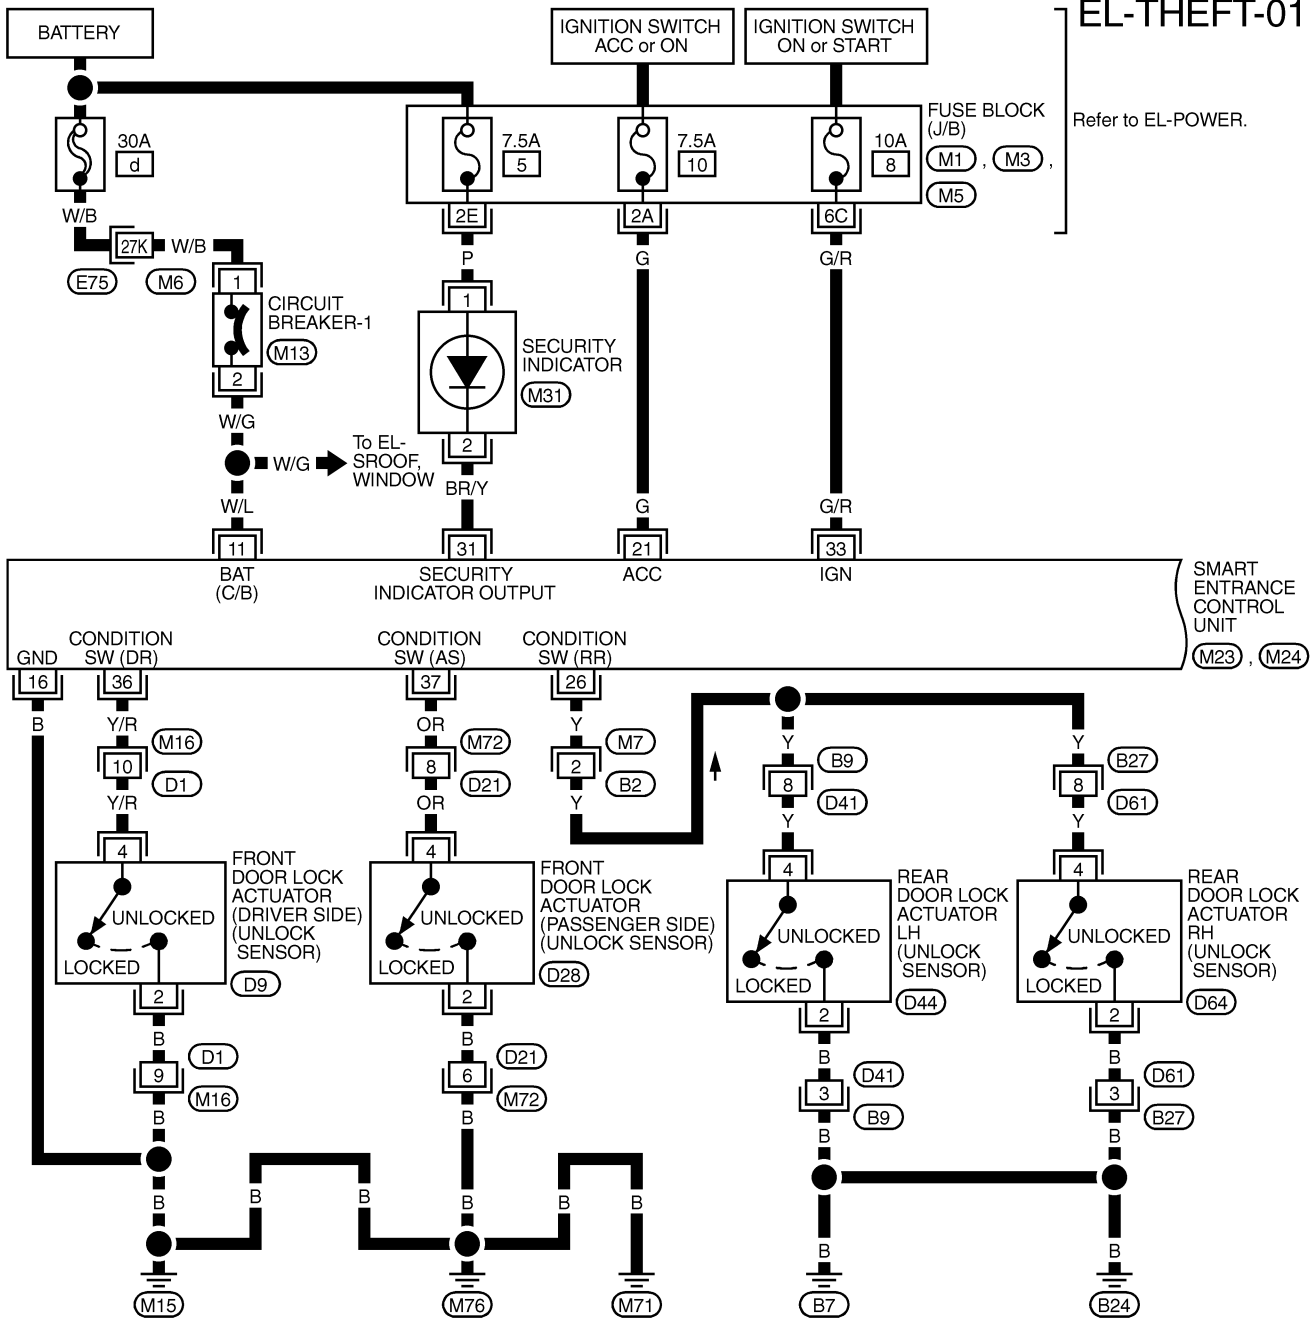 EL-THEFT-01
BATTERY
IGNITION SWITCH
ACC or ON
IGNITION SWITCH
ON or START
FUSE BLOCK
(J/B)
M1 , M3 ,
M5
Refer to EL-POWER.
30A
d
7.5A
5
7.5A
10
10A
8
W/B
2E
2A
6C
27K
W/B
E75
M6
P
G
G/R
1
CIRCUIT
BREAKER-1
M13
2
1
SECURITY
INDICATOR
M31
2
W/G
W/G
To EL-
SROOF,
WINDOW
BR/Y
W/L
G
G/R
11
31
21
33
BAT
(C/B)
SECURITY
INDICATOR OUTPUT
ACC
IGN
SMART
ENTRANCE
CONTROL
UNIT
M23 , M24
GND
CONDITION
SW (DR)
CONDITION
SW (AS)
CONDITION
SW (RR)
16
36
37
26
B
Y/R
OR
Y
M16
10
D1
M72
8
D21
M7
2
B2
Y/R
OR
Y
Y
Y
B9
8
D41
B27
8
D61
Y
Y
4
4
4
4
FRONT
DOOR LOCK
ACTUATOR
(DRIVER SIDE)
(UNLOCK
SENSOR)
D9
UNLOCKED
LOCKED
FRONT
DOOR LOCK
ACTUATOR
(PASSENGER SIDE)
(UNLOCK SENSOR)
D28
UNLOCKED
LOCKED
REAR
DOOR LOCK
ACTUATOR
LH
(UNLOCK
SENSOR)
D44
UNLOCKED
LOCKED
REAR
DOOR LOCK
ACTUATOR
RH
(UNLOCK
SENSOR)
D64
UNLOCKED
LOCKED
2
2
2
2
B
B
B
B
D1
9
M16
D21
6
M72
D41
3
B9
D61
3
B27
B
B
B
B
B
B
B
B
B
B
B
B
M15
M76
M71
B7
B24